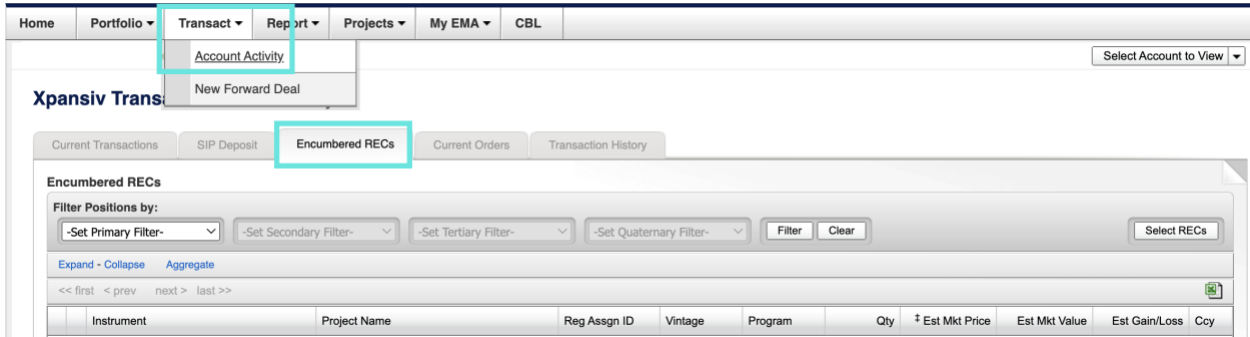 Home Portfolio Transact Report Projects My EMA CBL
Account Activity
Select Account to View
New Forward Deal
Xpansiv Trans
Current Transactions SIP Deposit Encumbered RECs Current Orders Transaction History
Encumbered RECs
Filter Positions by:
-Set Primary Filter- -Set Secondary Filter- -Set Tertiary Filter- -Set Quaternary Filter- Filter Clear Select RECs
Expand - Collapse Aggregate
<< first < prev next > last >>
Instrument Project Name Reg Assgn ID Vintage Program Qty ‡ Est Mkt Price Est Mkt Value Est Gain/Loss Ccy